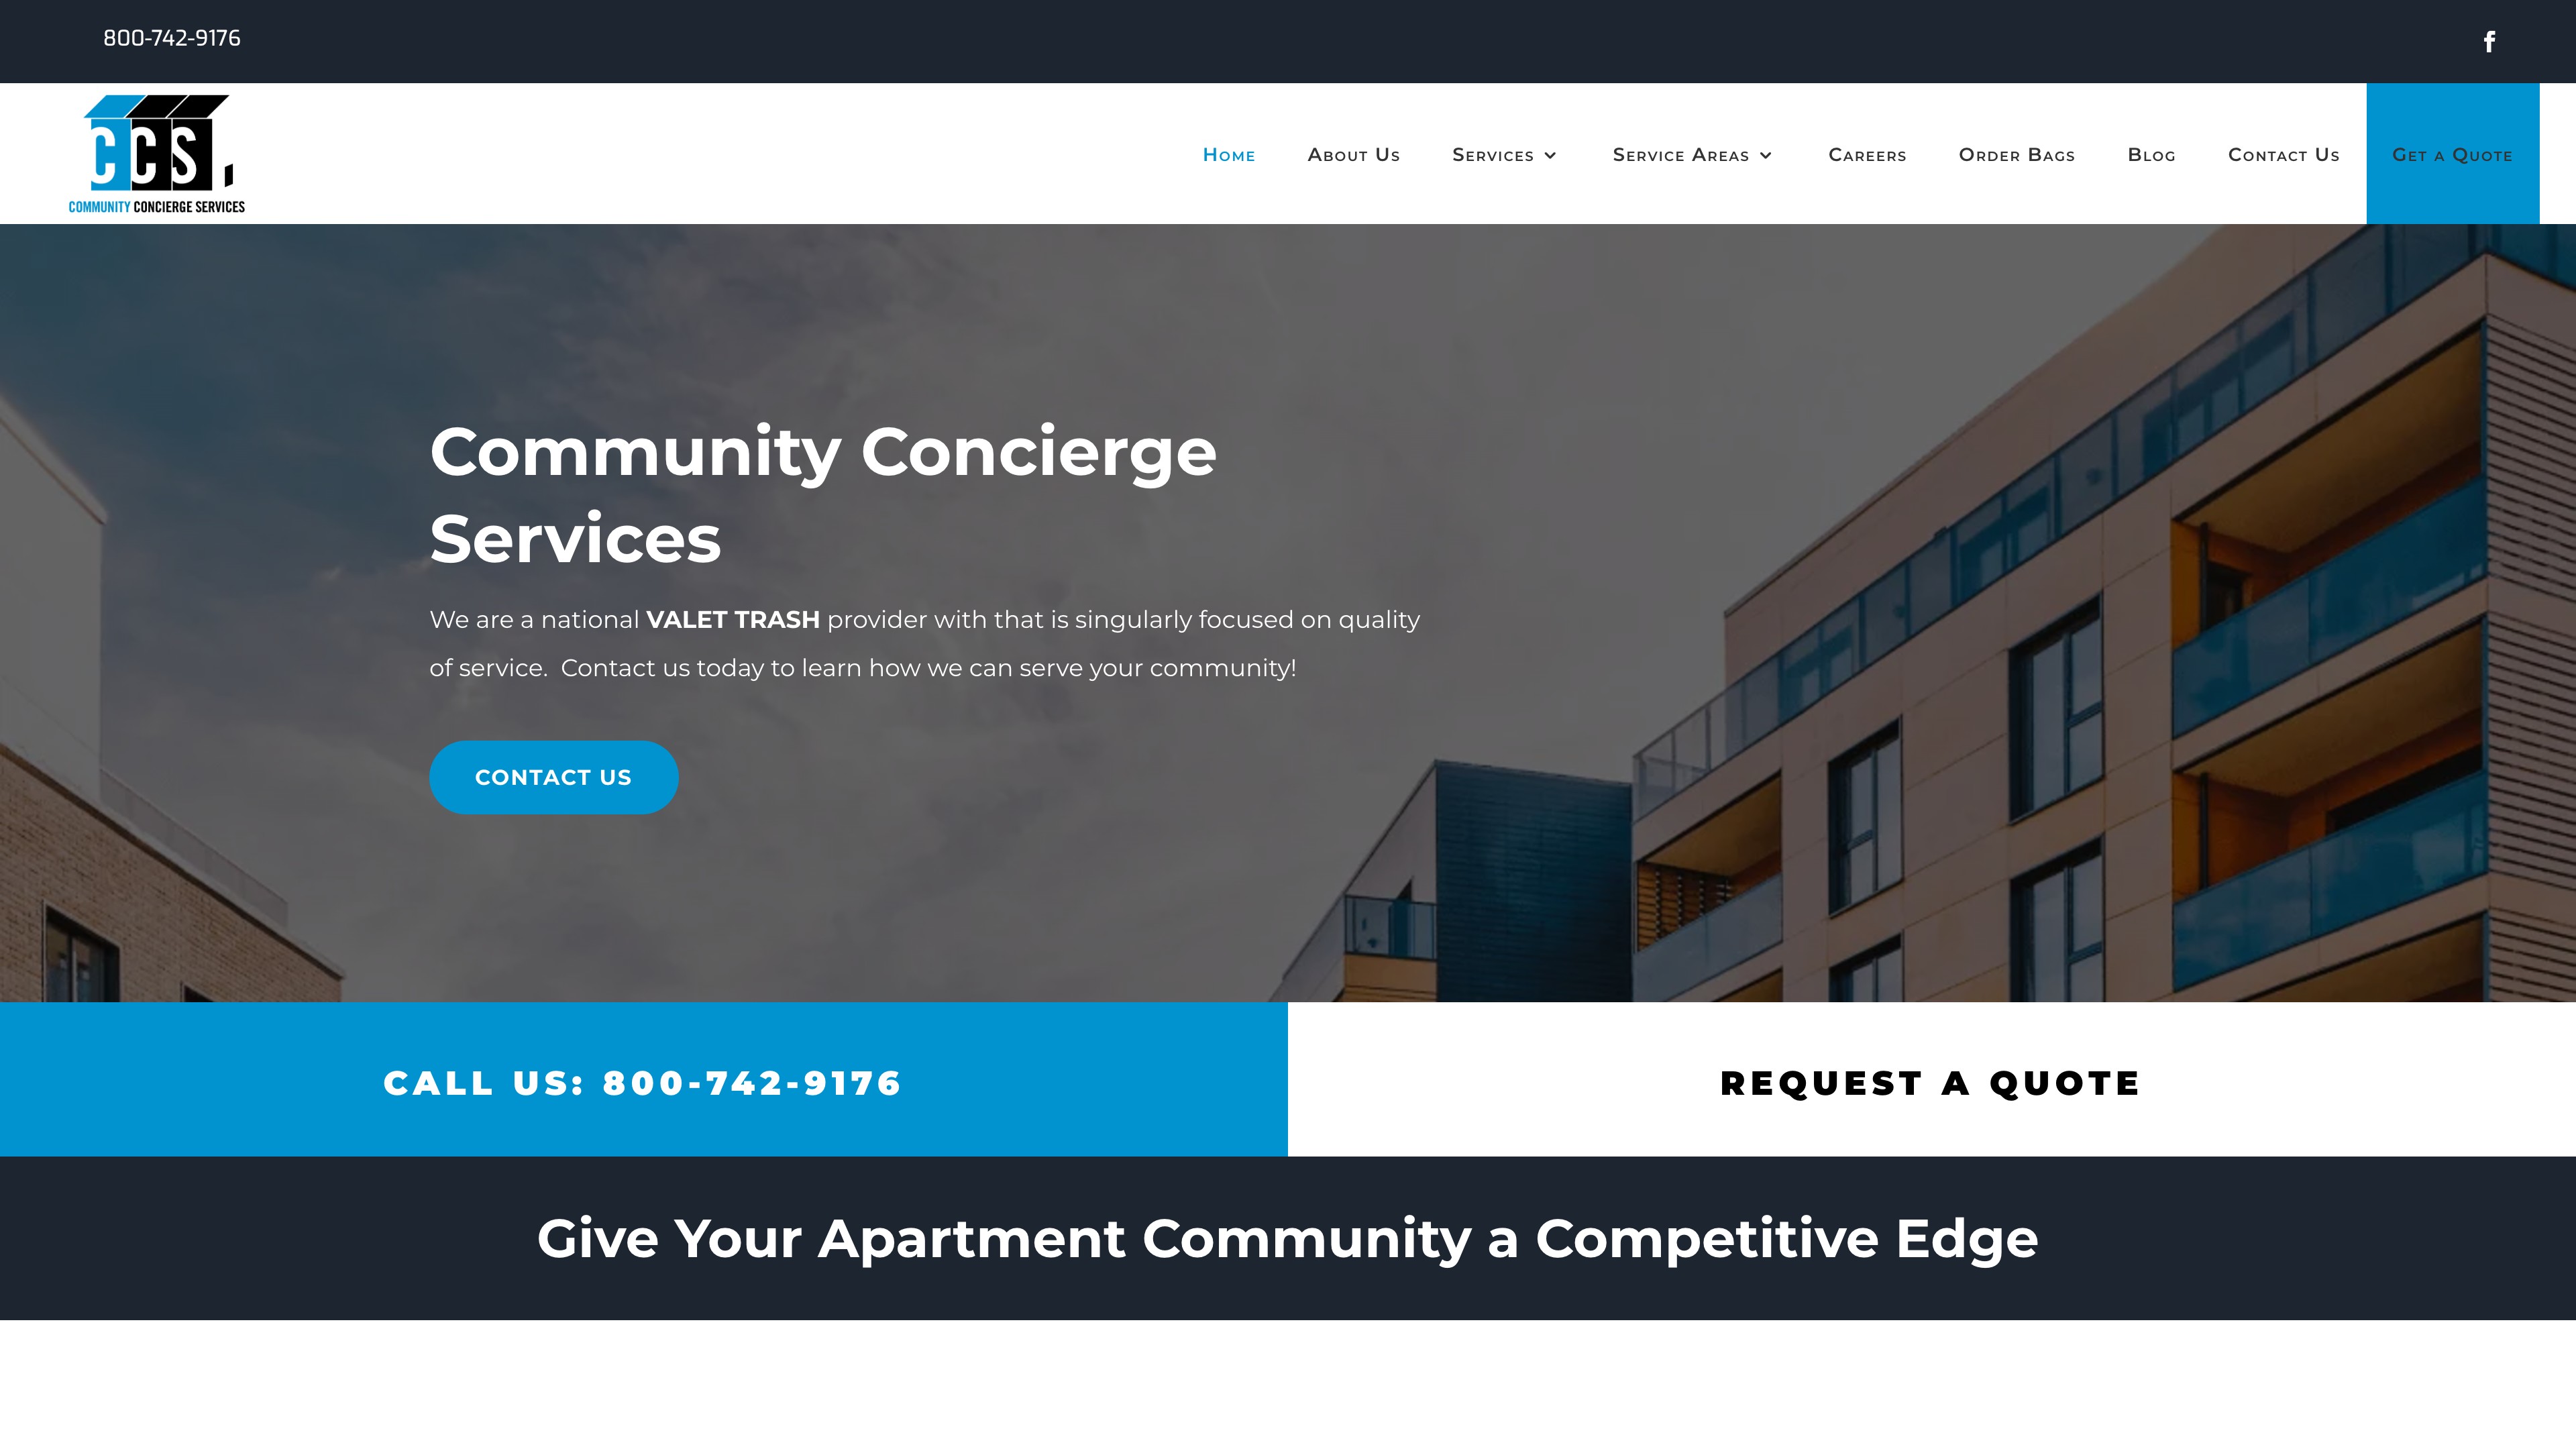 800-742-9176
f
CCS
COMMUNITY CONCIERGE SERVICES
Home
About Us
Services
Service Areas
Careers
Order Bags
Blog
Contact Us
Get a Quote
Community Concierge
Services
We are a national VALET TRASH provider with that is singularly focused on quality
of service.  Contact us today to learn how we can serve your community!
CONTACT US
CALL US: 800-742-9176
REQUEST A QUOTE
Give Your Apartment Community a Competitive Edge